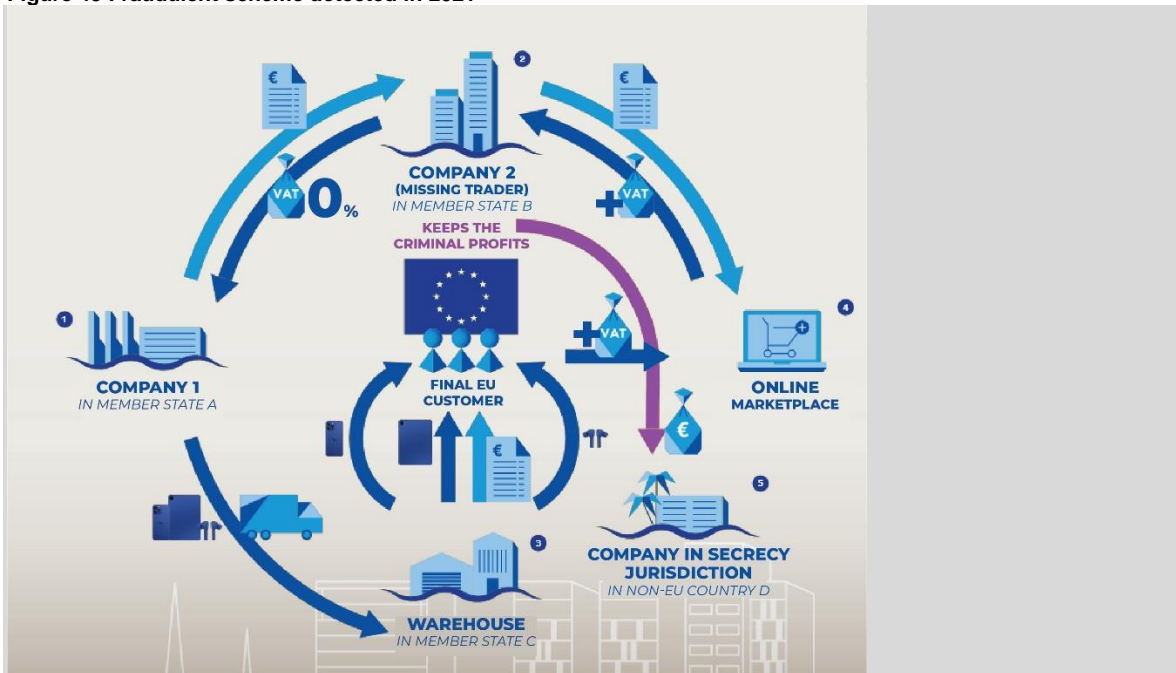 Figure Fraudulent scheme detected in 2021
€
2
€
VAT 0%
COMPANY 2
(MISSING TRADER)
IN MEMBER STATE B
+VAT
KEEPS THE
CRIMINAL PROFITS
1
4
+VAT
COMPANY 1
IN MEMBER STATE A
FINAL EU
CUSTOMER
ONLINE
MARKETPLACE
€
€
5
3
COMPANY IN SECRECY
JURISDICTION
IN NON-EU COUNTRY D
WAREHOUSE
IN MEMBER STATE C